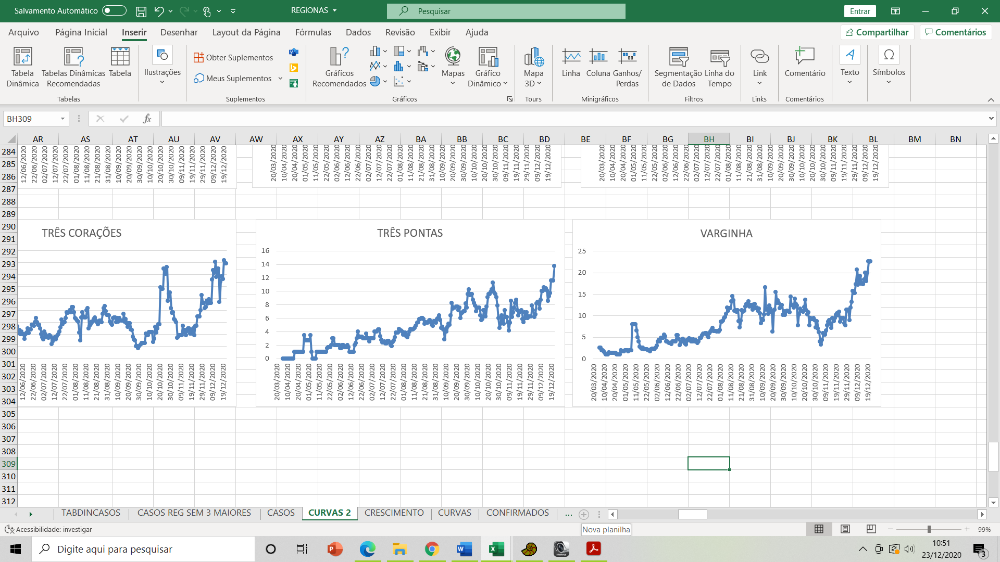 Salvamento Automático
REGIONAS
Pesquisar
Entrar
Arquivo Página Inicial Inserir Desenhar Layout da Página Fórmulas Dados Revisão Exibir Ajuda
Compartilhar Comentários
Tabela Dinâmica
Tabelas Dinâmicas Recomendadas
Tabela
Tabelas
Ilustrações
Obter Suplementos
Meus Suplementos
Suplementos
Gráficos Recomendados
Mapas
Gráfico Dinâmico
Gráficos
Mapa 3D
Tours
Linha
Coluna
Ganhos/ Perdas
Minigráficos
Segmentação de Dados
Linha do Tempo
Filtros
Link
Links
Comentário
Comentários
Texto
Símbolos
BH309
fx
AR AS AT AU AV AW AX AY AZ BA BB BC BD BE BF BG BH BI BJ BK BL BM BN
284
285
286
287
288
289
290
291
292
293
294
295
296
297
298
299
300
301
302
303
304
305
306
307
308
309
310
311
312
12/06/2020 22/06/2020 02/07/2020 12/07/2020 22/07/2020 01/08/2020 11/08/2020 21/08/2020 31/08/2020 10/09/2020 20/09/2020 30/09/2020 10/10/2020 20/10/2020 30/10/2020 09/11/2020 19/11/2020 29/11/2020 09/12/2020 19/12/2020
20/03/2020 10/04/2020 20/04/2020 01/05/2020 11/05/2020 22/05/2020 02/06/2020 12/06/2020 22/06/2020 02/07/2020 12/07/2020 22/07/2020 01/08/2020 11/08/2020 21/08/2020 31/08/2020 10/09/2020 20/09/2020 30/09/2020 10/10/2020 20/10/2020 30/10/2020 09/11/2020 19/11/2020 29/11/2020 09/12/2020 19/12/2020
20/03/2020 10/04/2020 20/04/2020 01/05/2020 11/05/2020 22/05/2020 02/06/2020 12/06/2020 22/06/2020 02/07/2020 12/07/2020 22/07/2020 01/08/2020 11/08/2020 21/08/2020 31/08/2020 10/09/2020 20/09/2020 30/09/2020 10/10/2020 20/10/2020 30/10/2020 09/11/2020 19/11/2020 29/11/2020 09/12/2020 19/12/2020
TRÊS CORAÇÕES
12/06/2020 22/06/2020 02/07/2020 12/07/2020 22/07/2020 01/08/2020 11/08/2020 21/08/2020 31/08/2020 10/09/2020 20/09/2020 30/09/2020 10/10/2020 20/10/2020 30/10/2020 09/11/2020 19/11/2020 29/11/2020 09/12/2020 19/12/2020
TRÊS PONTAS
16
14
12
10
8
6
4
2
0
20/03/2020 10/04/2020 20/04/2020 01/05/2020 11/05/2020 22/05/2020 02/06/2020 12/06/2020 22/06/2020 02/07/2020 12/07/2020 22/07/2020 01/08/2020 11/08/2020 21/08/2020 31/08/2020 10/09/2020 20/09/2020 30/09/2020 10/10/2020 20/10/2020 30/10/2020 09/11/2020 19/11/2020 29/11/2020 09/12/2020 19/12/2020
VARGINHA
25
20
15
10
5
0
20/03/2020 10/04/2020 20/04/2020 01/05/2020 11/05/2020 22/05/2020 02/06/2020 12/06/2020 22/06/2020 02/07/2020 12/07/2020 22/07/2020 01/08/2020 11/08/2020 21/08/2020 31/08/2020 10/09/2020 20/09/2020 30/09/2020 10/10/2020 20/10/2020 30/10/2020 09/11/2020 19/11/2020 29/11/2020 09/12/2020 19/12/2020
TABDINCASOS CASOS REG SEM 3 MAIORES CASOS CURVAS 2 CRESCIMENTO CURVAS CONFIRMADOS ...
Acessibilidade: investigar
Nova planilha
99%
Digite aqui para pesquisar
10:51
23/12/2020
3